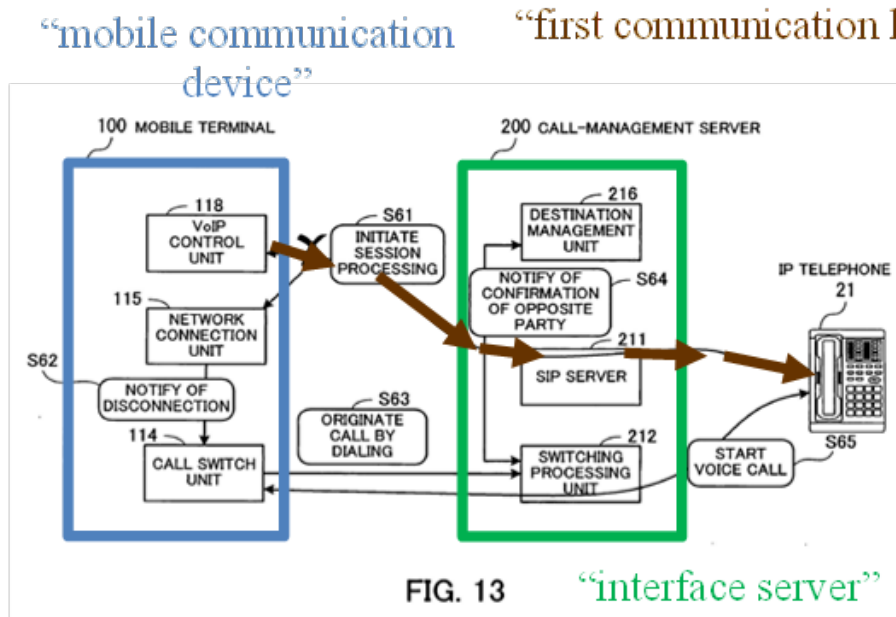 “mobile communication
device”
“first communication l
100 MOBILE TERMINAL
200 CALL-MANAGEMENT SERVER
118
VoIP
CONTROL
UNIT
S61
INITIATE
SESSION
PROCESSING
216
DESTINATION
MANAGEMENT
UNIT
S64
NOTIFY OF
CONFIRMATION
OF OPPOSITE
PARTY
IP TELEPHONE
21
115
NETWORK
CONNECTION
UNIT
211
SIP SERVER
S62
NOTIFY OF
DISCONNECTION
S63
ORIGINATE
CALL BY
DIALING
114
CALL SWITCH
UNIT
212
SWITCHING
PROCESSING
UNIT
START
VOICE CALL
S65
FIG. 13
“interface server”